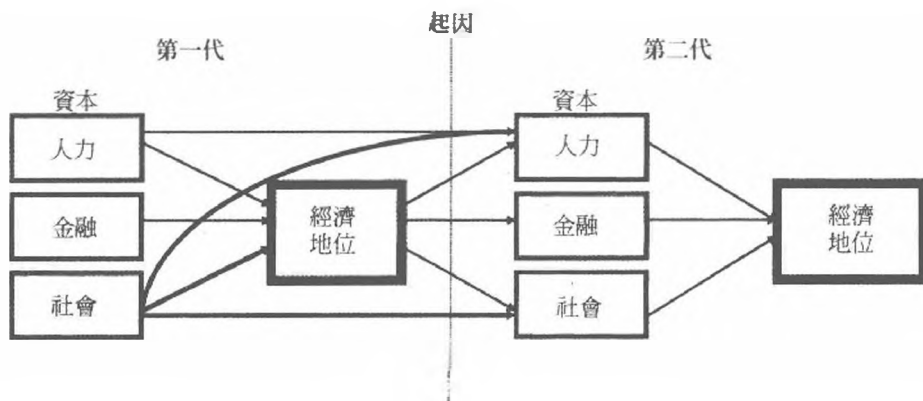 起因
第一代
第二代
資本
人力
金融
社會
經濟
地位
資本
人力
金融
社會
經濟
地位